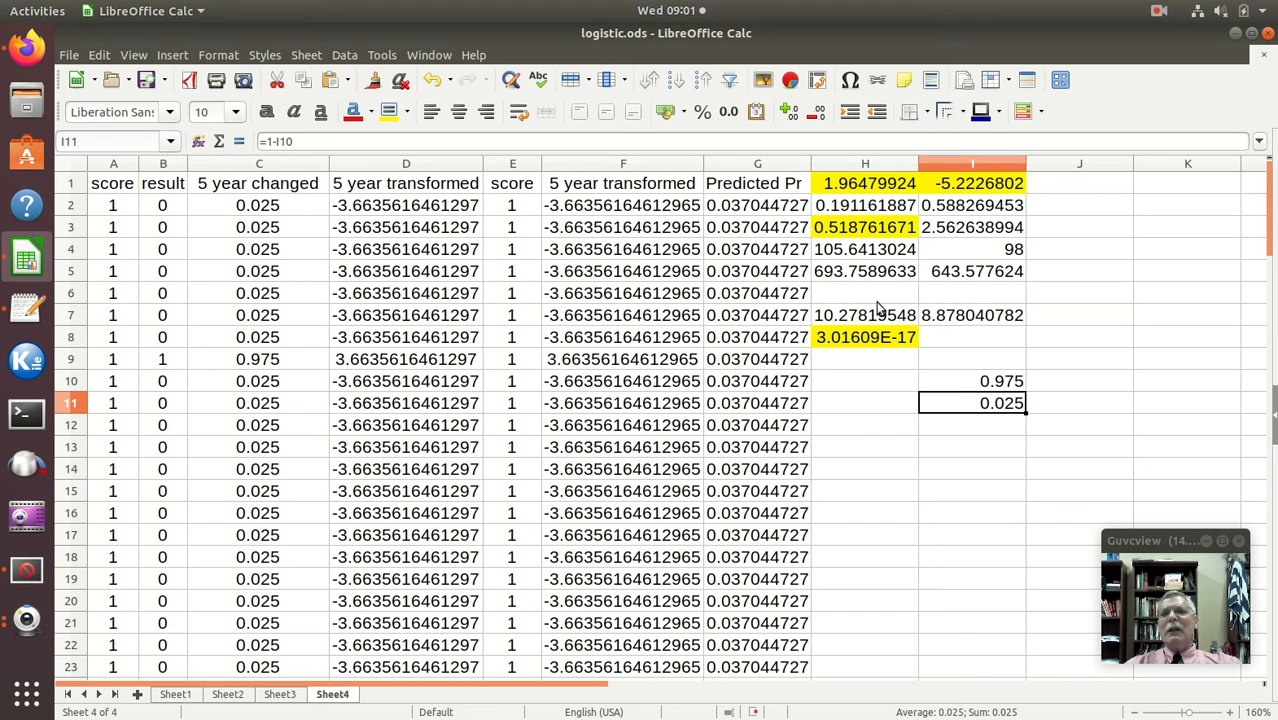 Activities LibreOffice Calc Wed 09:01
logistic.ods - LibreOffice Calc
File Edit View Insert Format Styles Sheet Data Tools Window Help
Liberation Sans 10
I11 =1-I10
A B C D E F G H I J K
1 score result 5 year changed 5 year transformed score 5 year transformed Predicted Pr 1.96479924 -5.2226802
2 1 0 0.025 -3.6635616461297 1 -3.66356164612965 0.037044727 0.191161887 0.588269453
3 1 0 0.025 -3.6635616461297 1 -3.66356164612965 0.037044727 0.518761671 2.562638994
4 1 0 0.025 -3.6635616461297 1 -3.66356164612965 0.037044727 105.6413024 98
5 1 0 0.025 -3.6635616461297 1 -3.66356164612965 0.037044727 693.7589633 643.577624
6 1 0 0.025 -3.6635616461297 1 -3.66356164612965 0.037044727
7 1 0 0.025 -3.6635616461297 1 -3.66356164612965 0.037044727 10.27819548 8.878040782
8 1 0 0.025 -3.6635616461297 1 -3.66356164612965 0.037044727 3.01609E-17
9 1 1 0.975 3.6635616461297 1 3.66356164612965 0.037044727
10 1 0 0.025 -3.6635616461297 1 -3.66356164612965 0.037044727 0.975
11 1 0 0.025 -3.6635616461297 1 -3.66356164612965 0.037044727 0.025
12 1 0 0.025 -3.6635616461297 1 -3.66356164612965 0.037044727
13 1 0 0.025 -3.6635616461297 1 -3.66356164612965 0.037044727
14 1 0 0.025 -3.6635616461297 1 -3.66356164612965 0.037044727
15 1 0 0.025 -3.6635616461297 1 -3.66356164612965 0.037044727
16 1 0 0.025 -3.6635616461297 1 -3.66356164612965 0.037044727
17 1 0 0.025 -3.6635616461297 1 -3.66356164612965 0.037044727
18 1 0 0.025 -3.6635616461297 1 -3.66356164612965 0.037044727
19 1 0 0.025 -3.6635616461297 1 -3.66356164612965 0.037044727
20 1 0 0.025 -3.6635616461297 1 -3.66356164612965 0.037044727
21 1 0 0.025 -3.6635616461297 1 -3.66356164612965 0.037044727
22 1 0 0.025 -3.6635616461297 1 -3.66356164612965 0.037044727
23 1 0 0.025 -3.6635616461297 1 -3.66356164612965 0.037044727
Guvcview (14....
Sheet1 Sheet2 Sheet3 Sheet4
Sheet 4 of 4 Default English (USA) Average: 0.025; Sum: 0.025 160%